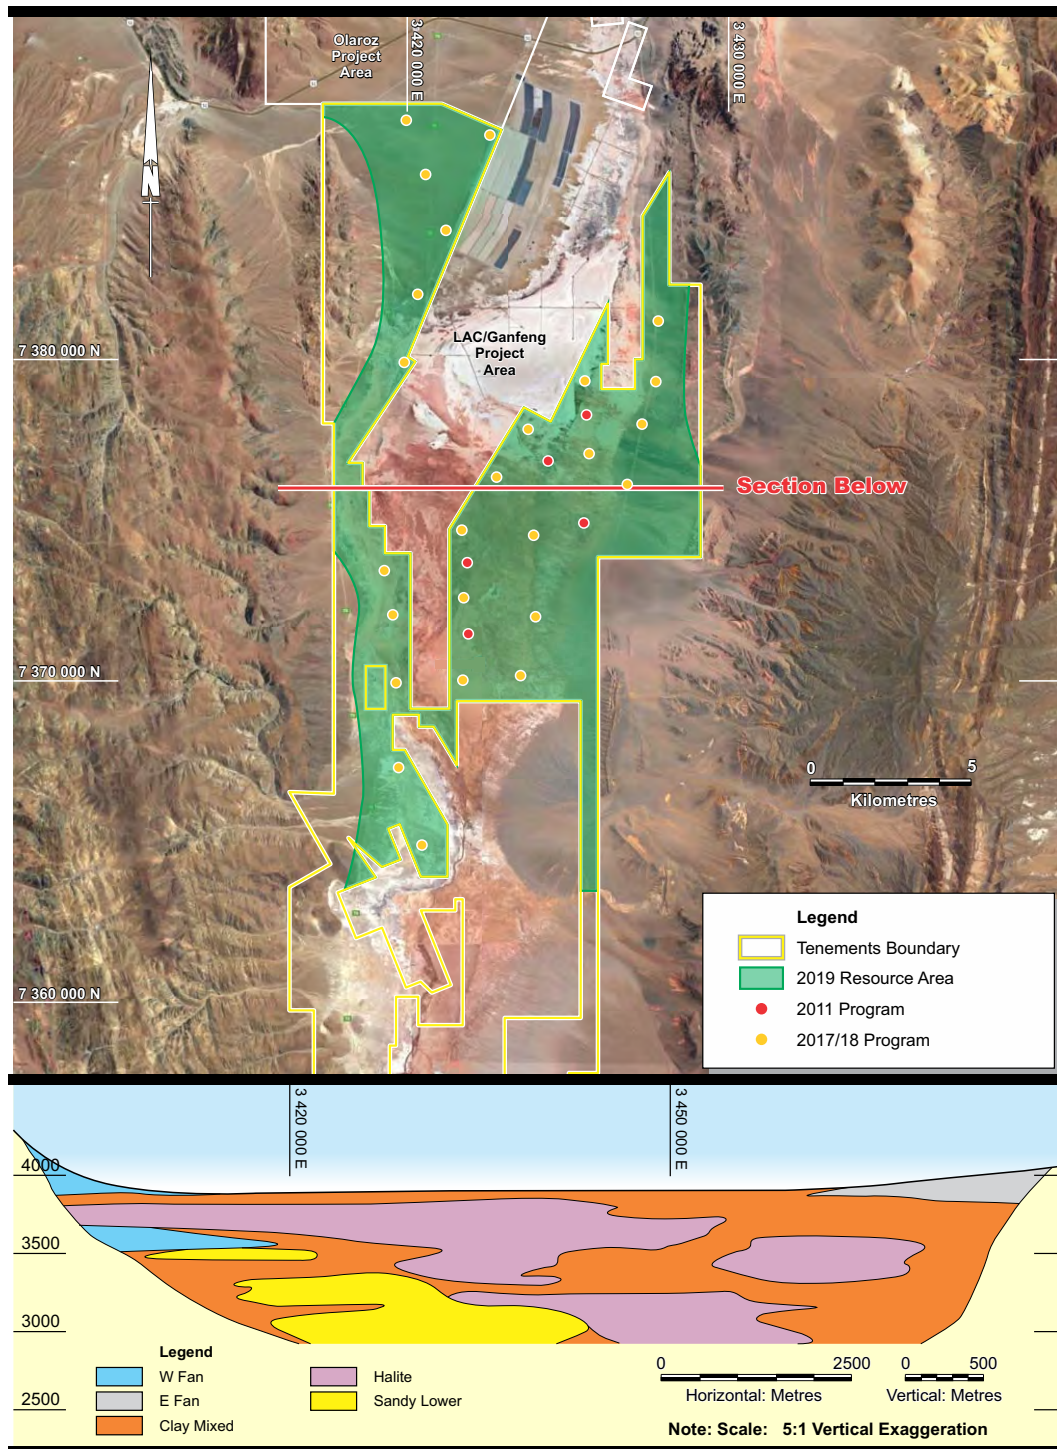 Olaroz
Project
Area
3 420 000 E
3 430 000 E
N
LAC/Ganfeng
Project
Area
7 380 000 N
Section Below
7 370 000 N
0 5
Kilometres
7 360 000 N
Legend
Tenements Boundary
2019 Resource Area
2011 Program
2017/18 Program
3 420 000 E
3 450 000 E
4000
3500
3000
2500
Legend
W Fan
E Fan
Clay Mixed
Halite
Sandy Lower
0 2500
Horizontal: Metres
0 500
Vertical: Metres
Note: Scale: 5:1 Vertical Exaggeration